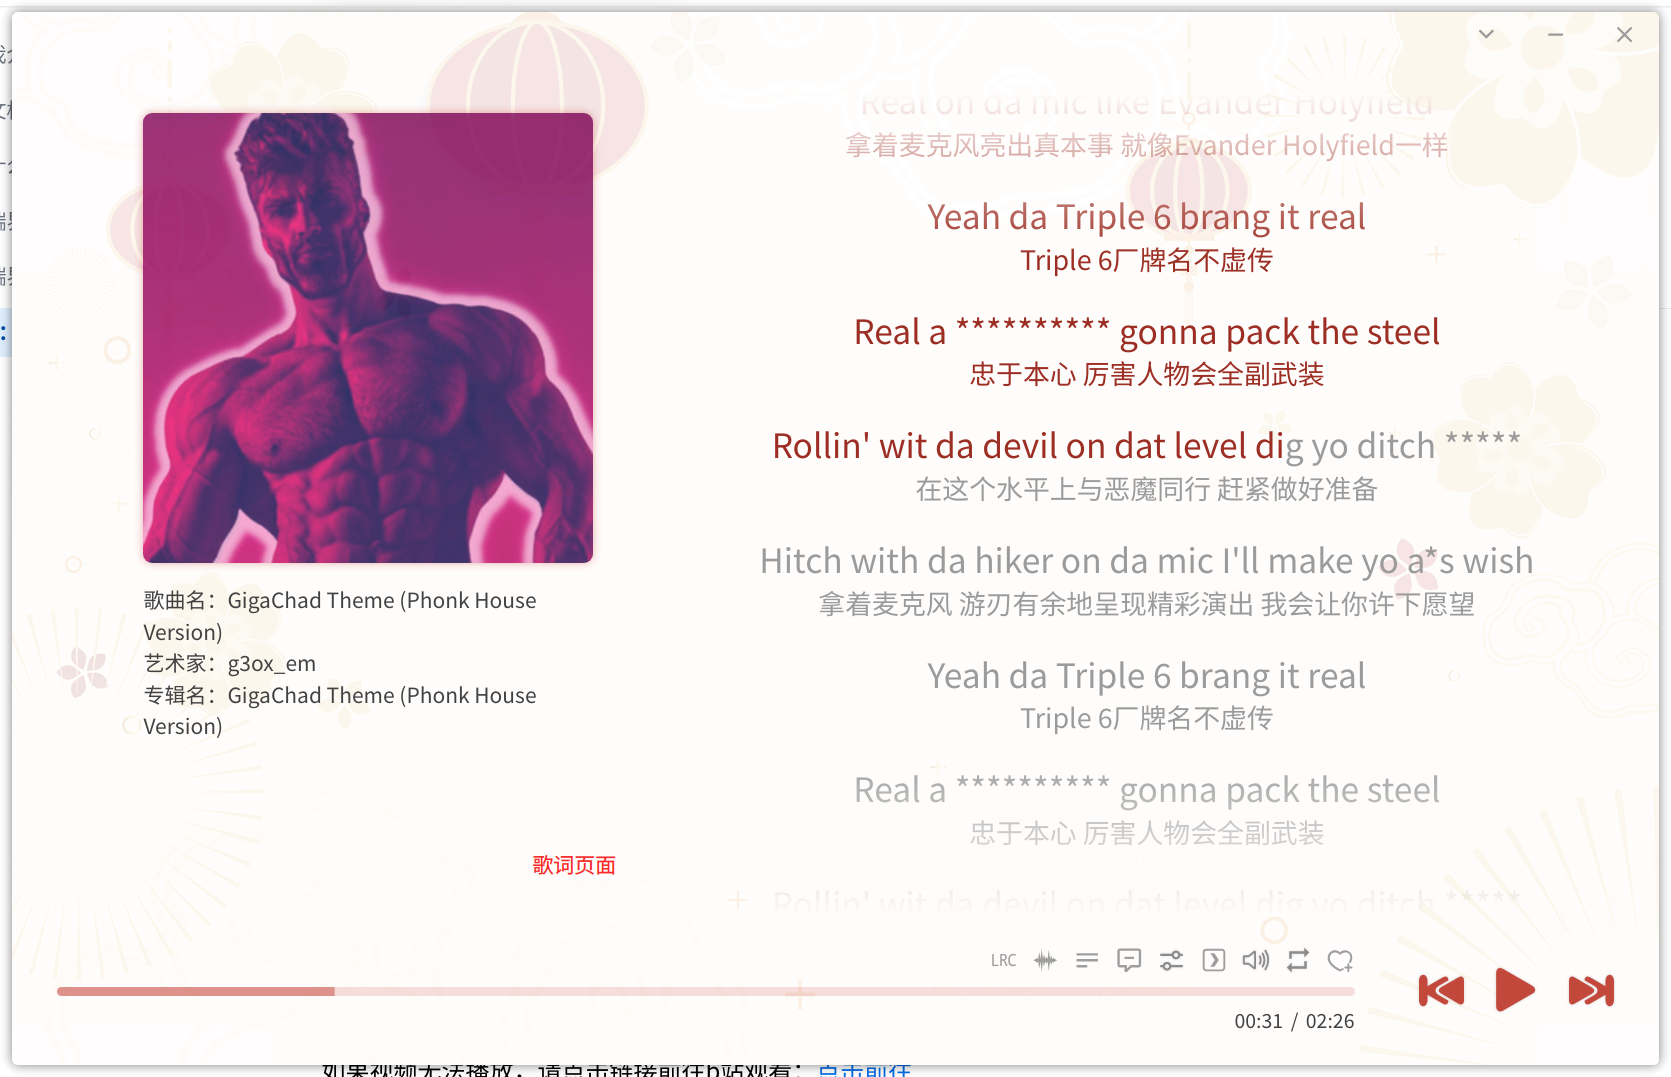 Real on da mic like Evander Holyfield
拿着麦克风亮出真本事 就像Evander Holyfield一样
Yeah da Triple 6 brang it real
Triple 6厂牌名不虚传
Real a ********** gonna pack the steel
忠于本心 厉害人物会全副武装
Rollin' wit da devil on dat level dig yo ditch *****
在这个水平上与恶魔同行 赶紧做好准备
Hitch with da hiker on da mic I'll make yo a*s wish
拿着麦克风 游刃有余地呈现精彩演出 我会让你许下愿望
Yeah da Triple 6 brang it real
Triple 6厂牌名不虚传
Real a ********** gonna pack the steel
忠于本心 厉害人物会全副武装
Rollin' wit da devil on dat level dig yo ditch *****
歌曲名：GigaChad Theme (Phonk House
Version)
艺术家：g3ox_em
专辑名：GigaChad Theme (Phonk House
Version)
歌词页面
LRC
00:31 / 02:26
如果视频无法播放，请点击链接前往b站观看：点击前往